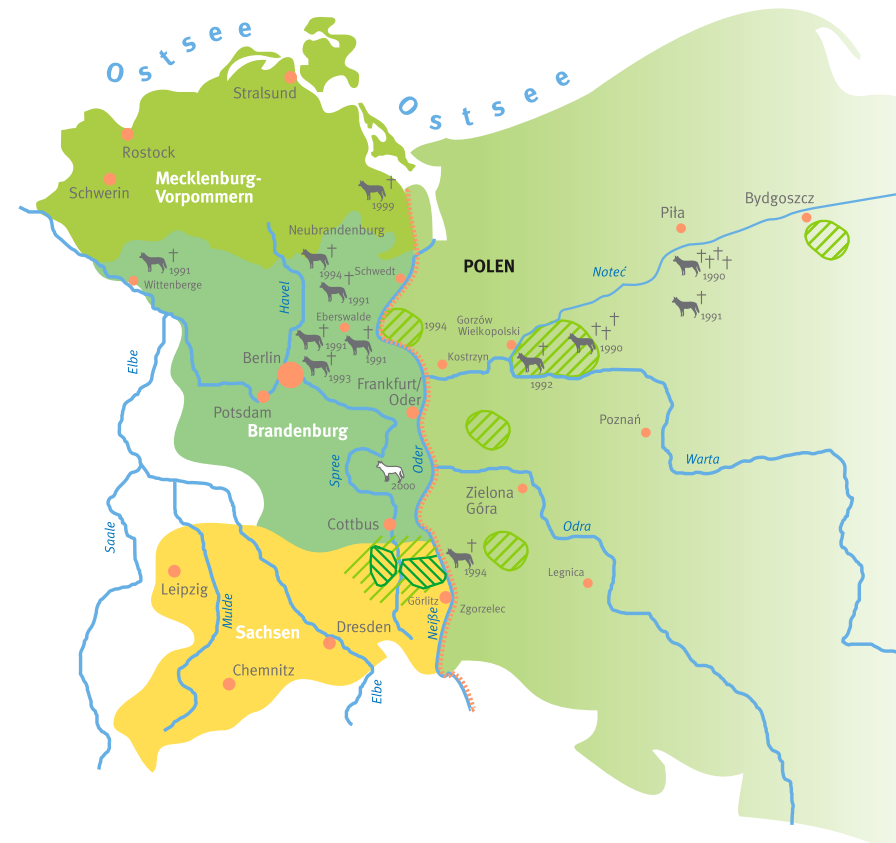 Ostsee
Ostsee
Stralsund
Rostock
Schwerin
Mecklenburg-
Vorpommern
1999
Neubrandenburg
1991
Wittenberge
1994
Schwedt
1991
Havel
Eberswalde
1991
1991
1993
Berlin
Potsdam
Brandenburg
Frankfurt/
Oder
Elbe
Spree
Oder
2000
Cottbus
Saale
Leipzig
Mulde
Sachsen
Dresden
Chemnitz
Elbe
Görlitz
Neiße
Zgorzelec
1994
POLEN
Piła
Bydgoszcz
Noteć
1990
1991
1994
Gorzów
Wielkopolski
1990
Kostrzyn
1992
Poznań
Warta
Zielona
Góra
Odra
Legnica